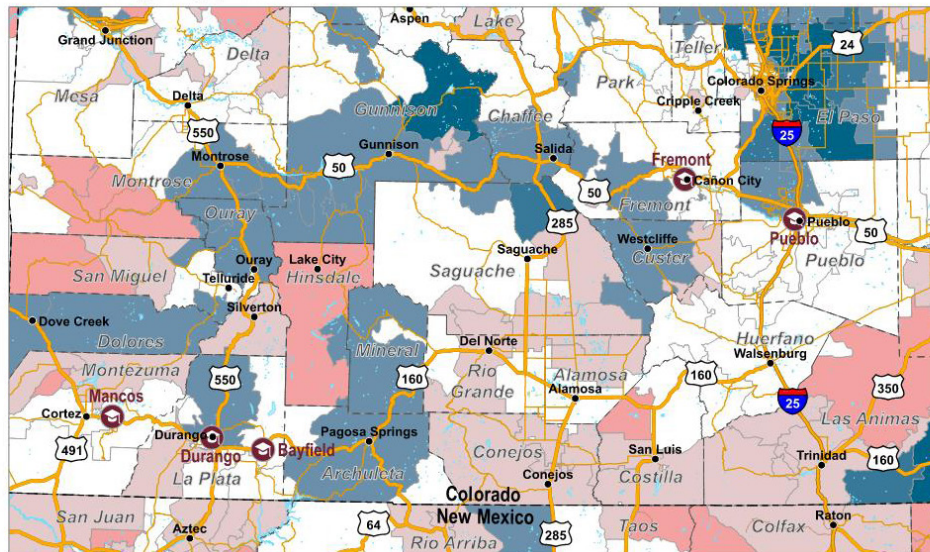 Aspen
Lake
24
Grand Junction
Delta
Teller
Mesa
Park
Colorado Springs
Delta
Gunnison
Chaffee
Cripple Creek
El Paso
550
25
Montrose
Gunnison
Salida
Fremont
50
Cañon City
Montrose
50
Fremont
Ouray
285
Pueblo
Pueblo
50
Westcliffe
Custer
Saguache
Ouray
Lake City
San Miguel
Hinsdale
Saguache
Pueblo
Telluride
Silverton
Dove Creek
Dolores
Mineral
Del Norte
Huerfano
Walsenburg
Montezuma
Rio
Grande
Alamosa
160
550
160
Alamosa
350
Mancos
25
Las Animas
Cortez
Durango
Pagosa Springs
491
Durango
Bayfield
Conejos
San Luis
Trinidad
160
La Plata
Archuleta
Conejos
Costilla
Colorado
New Mexico
San Juan
Aztec
64
Rio Arriba
285
Taos
Colfax
Raton